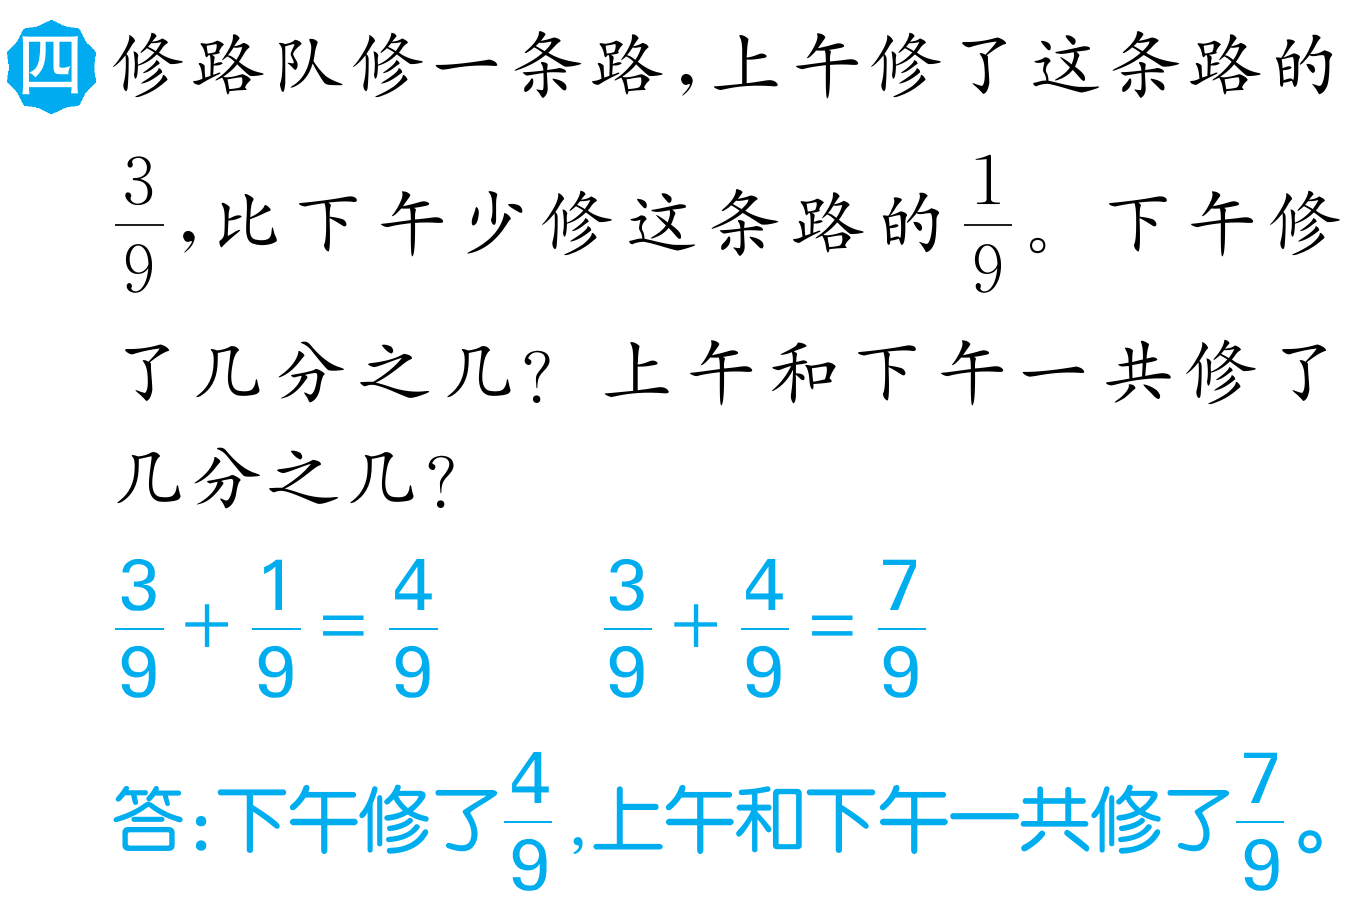 四 修路队修一条路,上午修了这条路的
3/9,比下午少修这条路的1/9。下午修
了几分之几?上午和下午一共修了
几分之几?
3/9+1/9=4/9 3/9+4/9=7/9
答:下午修了4/9,上午和下午一共修了7/9。